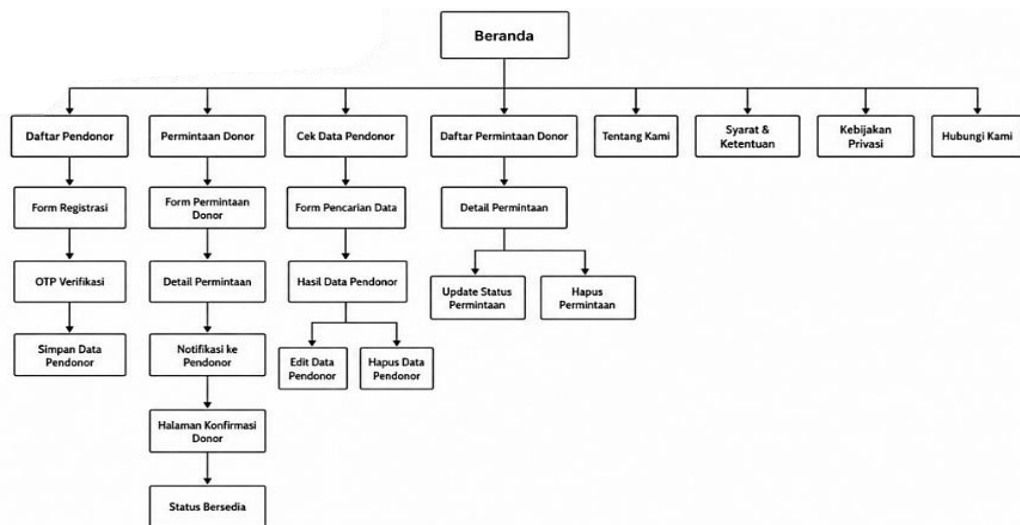 Beranda
Daftar Pendonor
Permintaan Donor
Cek Data Pendonor
Daftar Permintaan Donor
Tentang Kami
Syarat &
Ketentuan
Kebijakan
Privasi
Hubungi Kami
Form Registrasi
Form Permintaan
Donor
Form Pencarian Data
Detail Permintaan
OTP Verifikasi
Detail Permintaan
Hasil Data Pendonor
Update Status
Permintaan
Hapus
Permintaan
Simpan Data
Pendonor
Notifikasi ke
Pendonor
Edit Data
Pendonor
Hapus Data
Pendonor
Halaman Konfirmasi
Donor
Status Bersedia